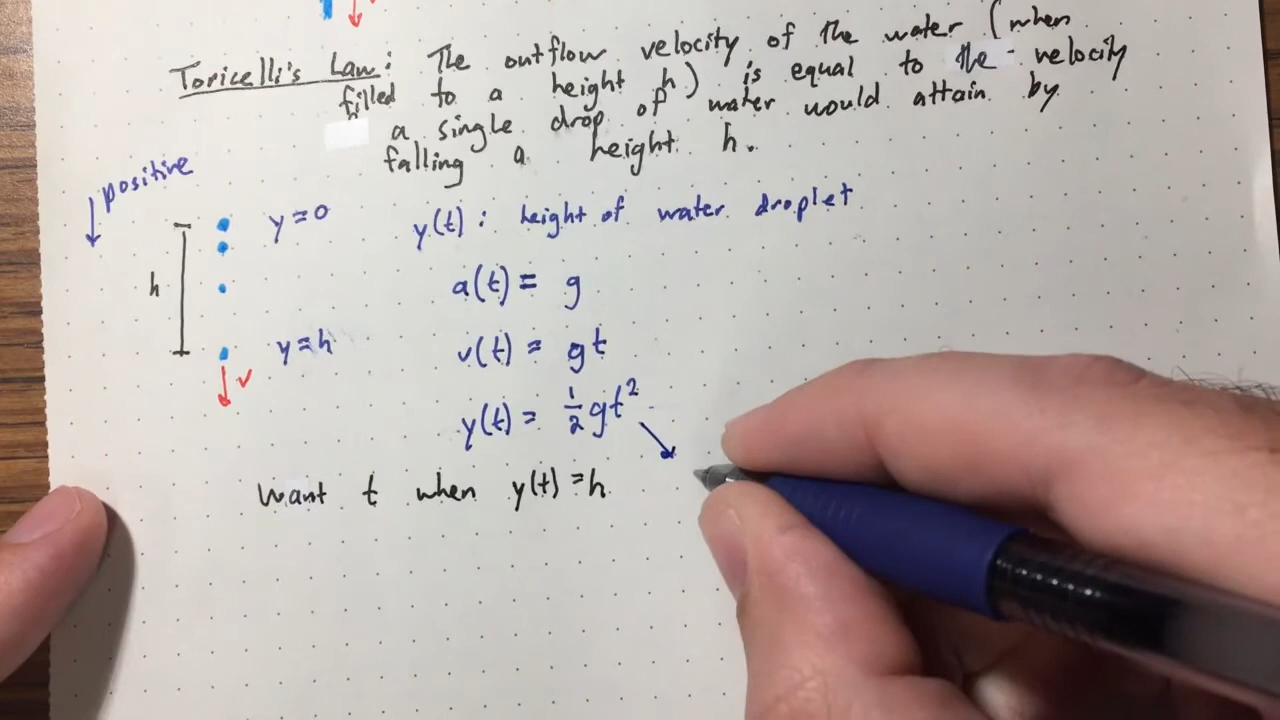 Toricelli's Law: The outflow velocity of the water (when
filled to a height h) is equal to the velocity
a single drop of water would attain by
falling a height h.
positive
y=0
y(t): height of water droplet
h
a(t) = g
y=h
v(t) = gt
v
y(t) = ½gt²
want t when y(t)=h